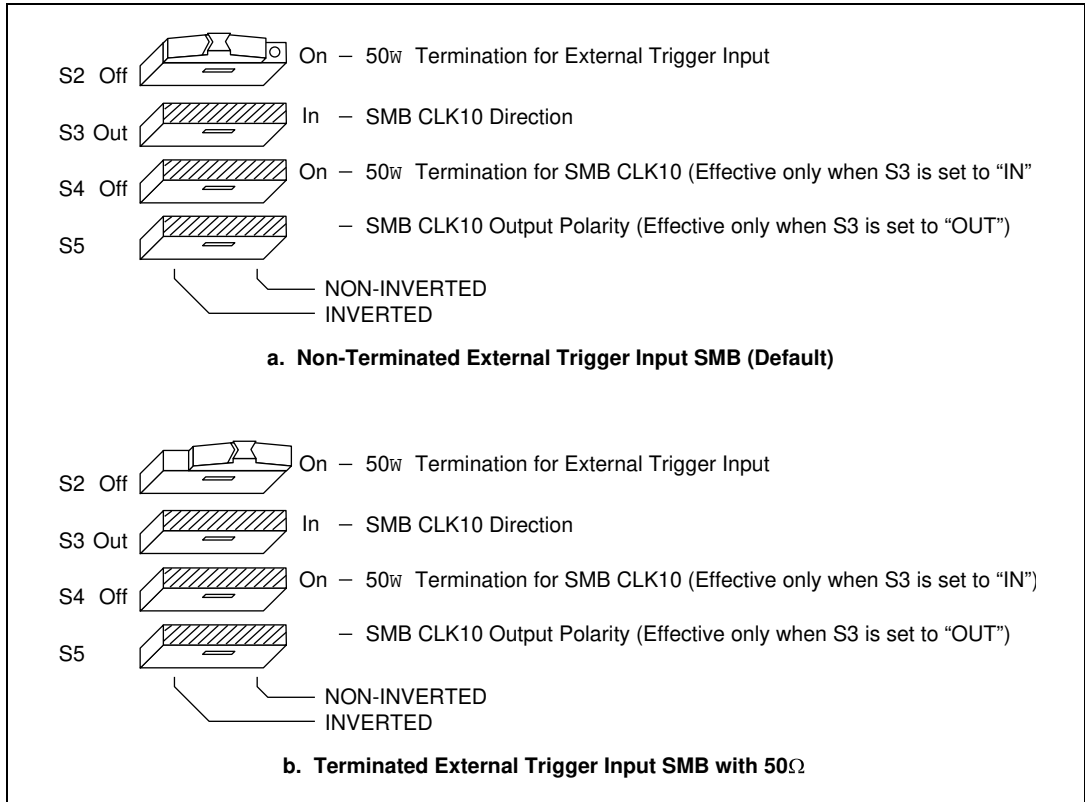 S2 Off On – 50W Termination for External Trigger Input
S3 Out In – SMB CLK10 Direction
S4 Off On – 50W Termination for SMB CLK10 (Effective only when S3 is set to “IN”
S5 – SMB CLK10 Output Polarity (Effective only when S3 is set to “OUT”)
NON-INVERTED
INVERTED
a. Non-Terminated External Trigger Input SMB (Default)
S2 Off On – 50W Termination for External Trigger Input
S3 Out In – SMB CLK10 Direction
S4 Off On – 50W Termination for SMB CLK10 (Effective only when S3 is set to “IN”)
S5 – SMB CLK10 Output Polarity (Effective only when S3 is set to “OUT”)
NON-INVERTED
INVERTED
b. Terminated External Trigger Input SMB with 50Ω